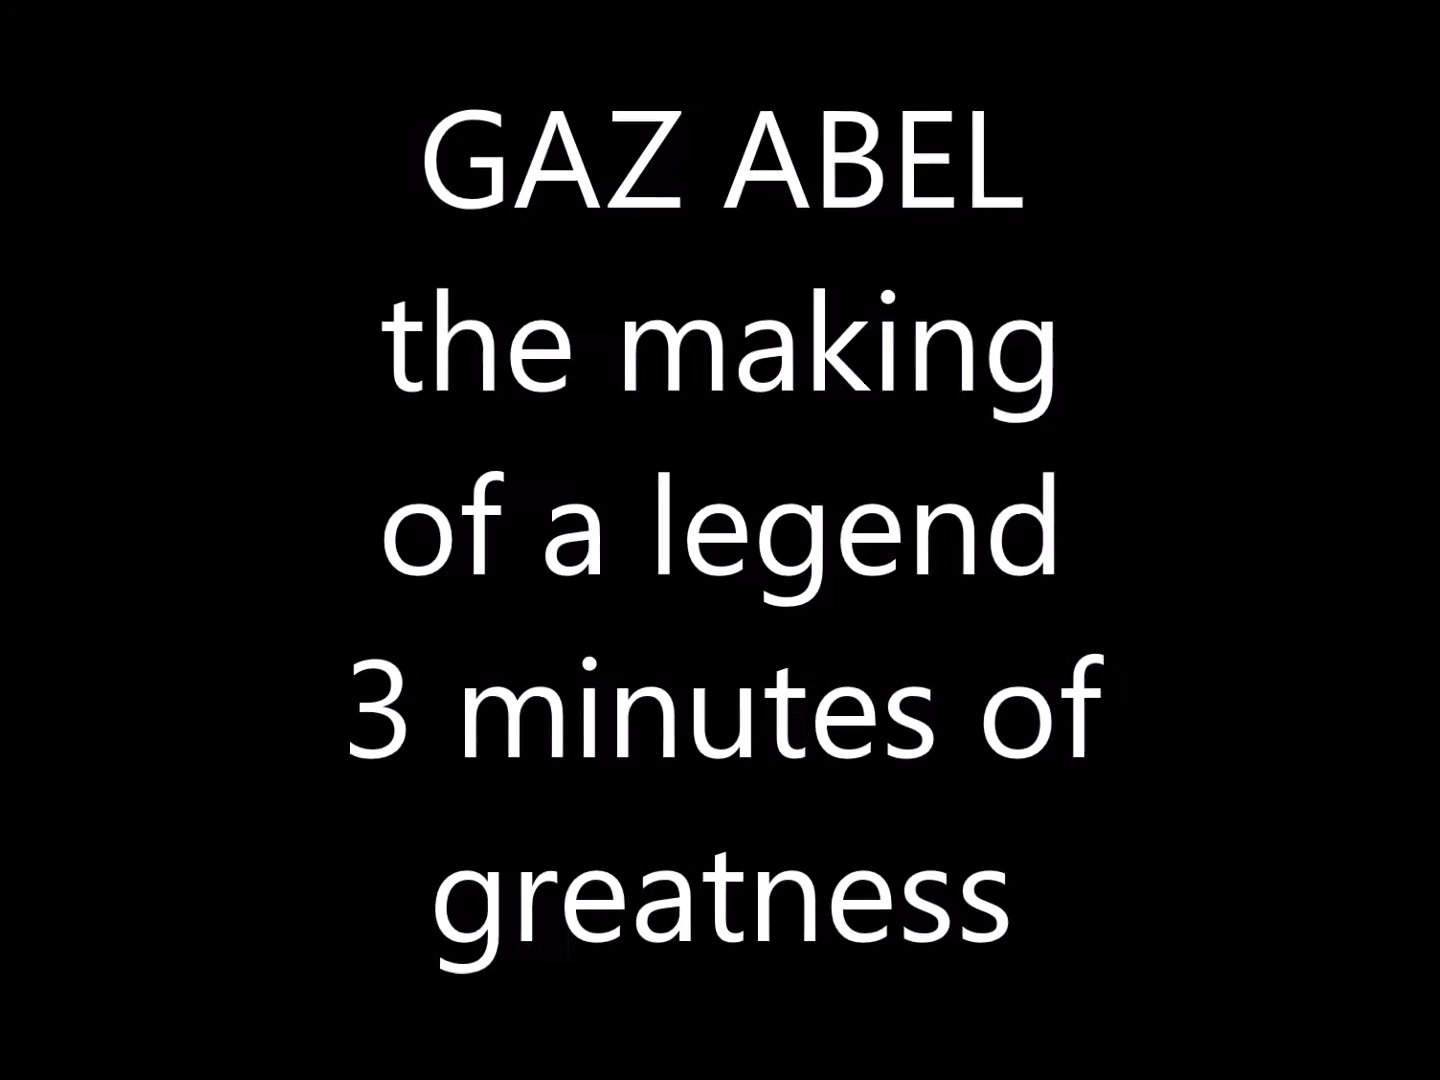 GAZ ABEL
the making
of a legend
3 minutes of
greatness